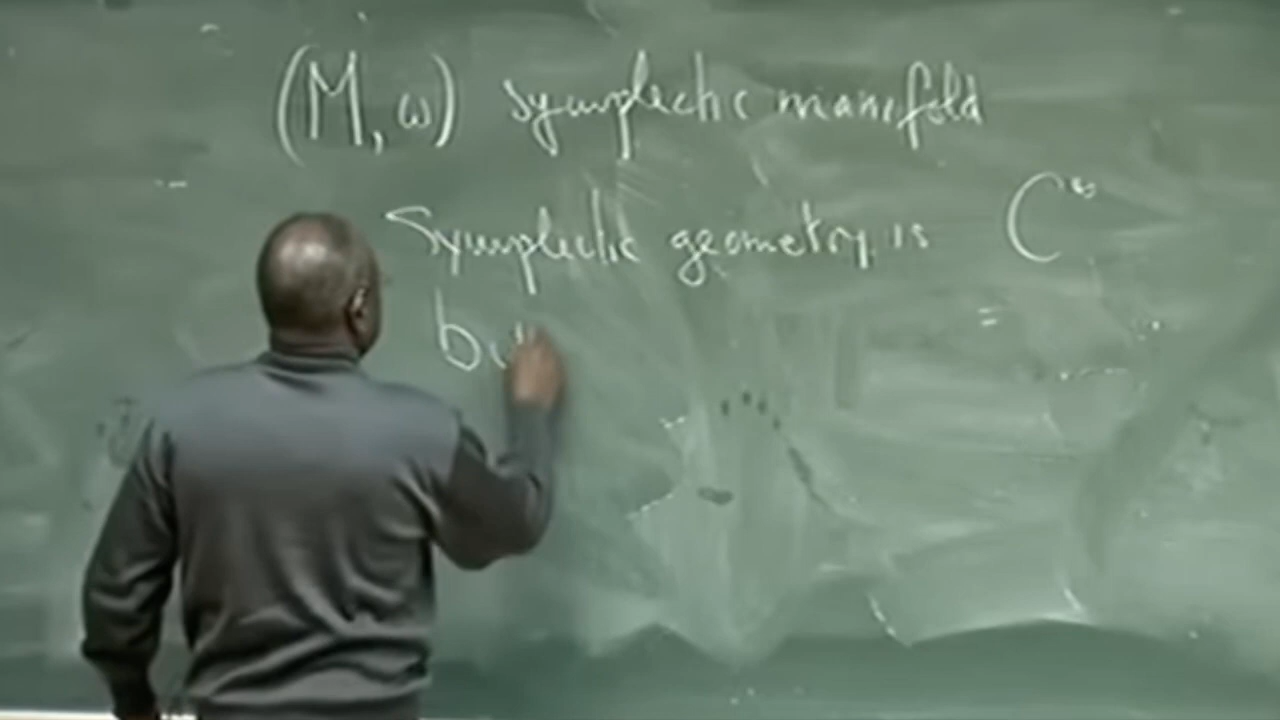 (M, ω) symplectic manifold
Symplectic geometry is C^∞